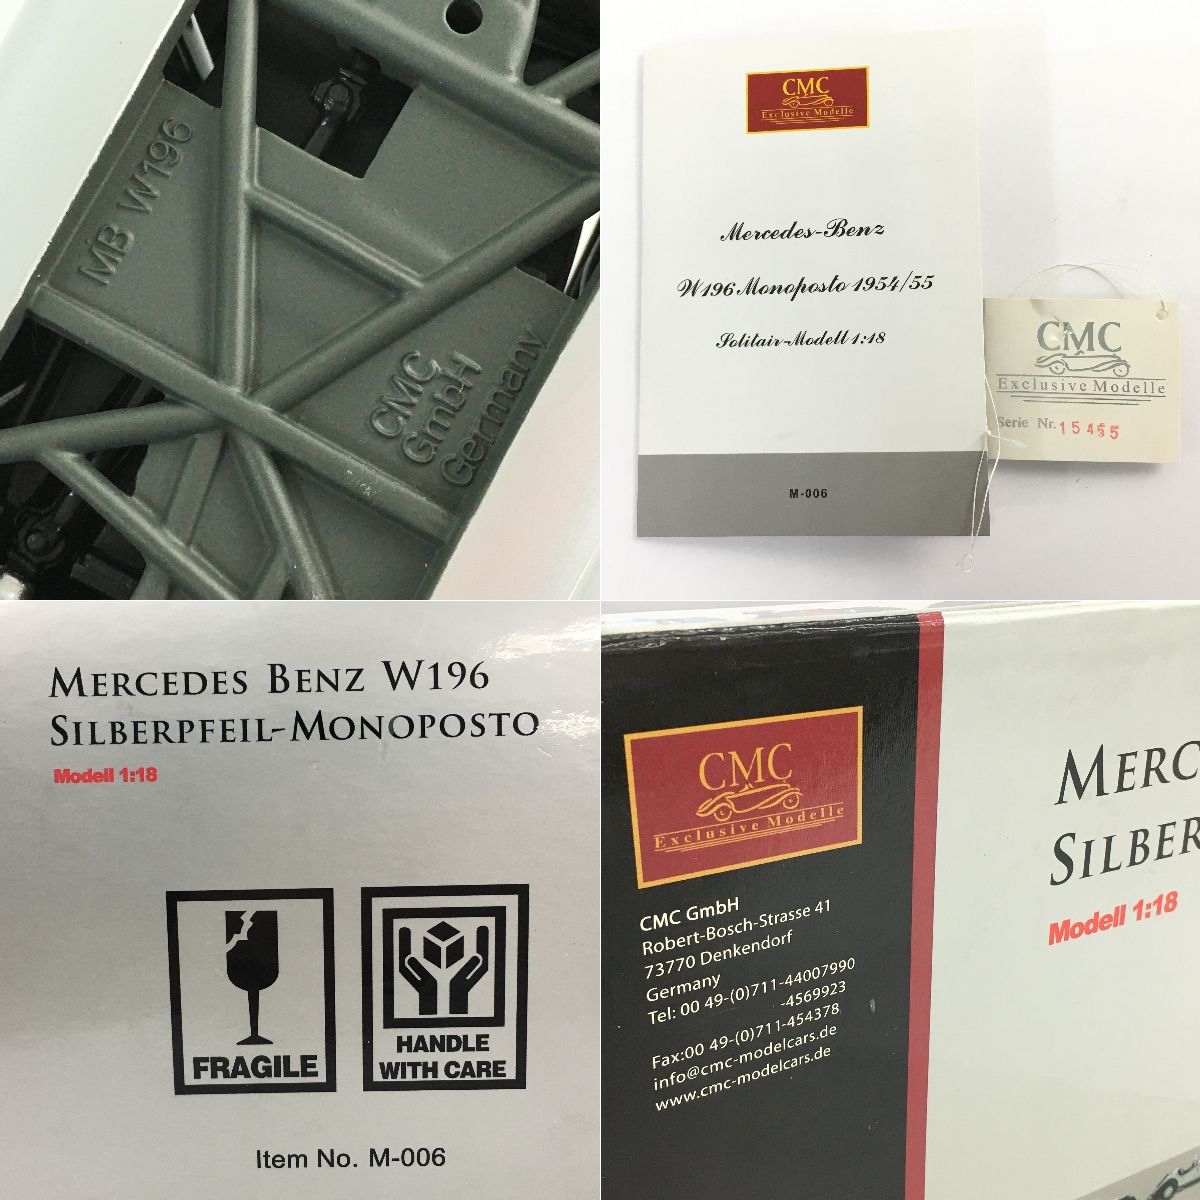 MB W196
CMC
GmbH
Germany
CMC
Exclusive Modelle
Mercedes-Benz
W196 Monoposto 1954/55
Solitair-Modell 1:18
M-006
CMC
Exclusive Modelle
Serie Nr. 15455
MERCEDES BENZ W196
SILBERPFEIL-MONOPOSTO
Modell 1:18
FRAGILE
HANDLE
WITH CARE
Item No. M-006
CMC
Exclusive Modelle
CMC GmbH
Robert-Bosch-Strasse 41
73770 Denkendorf
Germany
Tel: 00 49-(0)711-44007990
-4569923
Fax:00 49-(0)711-454378
info@cmc-modelcars.de
www.cmc-modelcars.de
MERC
SILBER
Modell 1:18